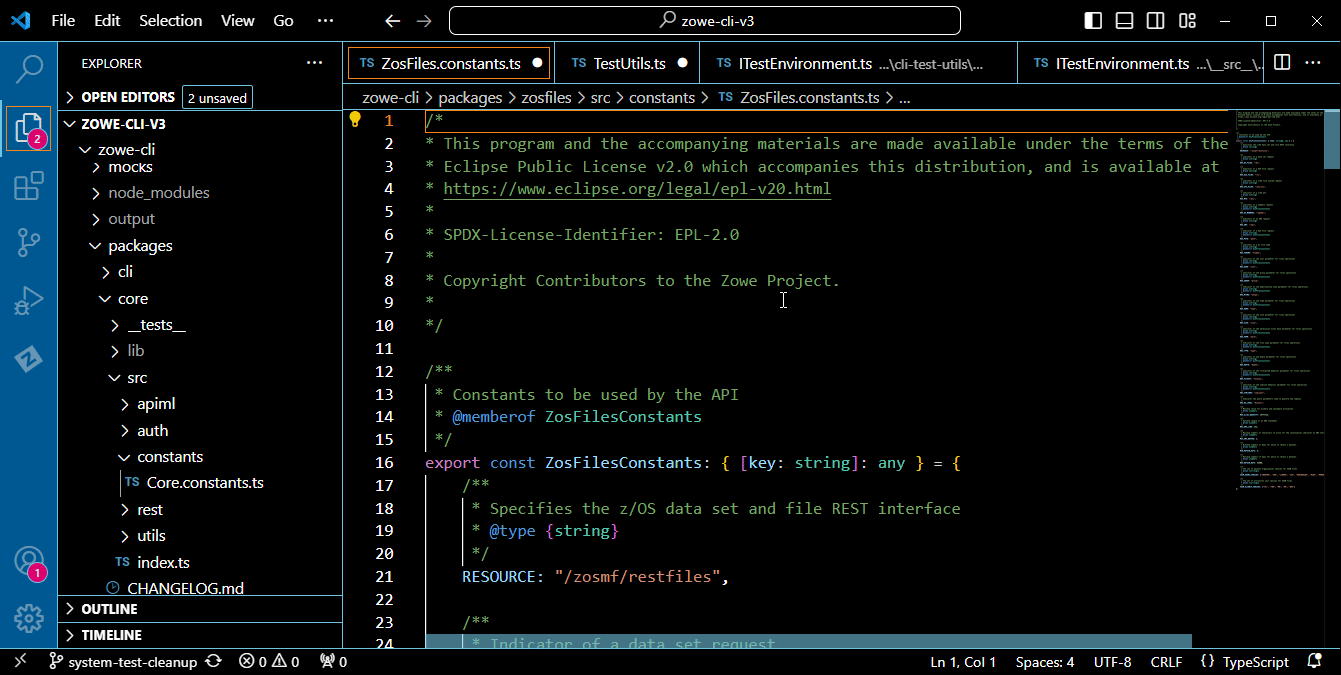 File Edit Selection View Go ···
zowe-cli-v3
EXPLORER ···
OPEN EDITORS 2 unsaved
ZOWE-CLI-V3
zowe-cli
mocks
node_modules
output
packages
cli
core
__tests__
lib
src
apiml
auth
constants
TS Core.constants.ts
rest
utils
TS index.ts
CHANGELOG.md
OUTLINE
TIMELINE
2
1
TS ZosFiles.constants.ts ●
TS TestUtils.ts ●
TS ITestEnvironment.ts ...\cli-test-utils\...
TS ITestEnvironment.ts ...\__src__\...
···
zowe-cli > packages > zosfiles > src > constants > TS ZosFiles.constants.ts > ...
1 /*
2 * This program and the accompanying materials are made available under the terms of the
3 * Eclipse Public License v2.0 which accompanies this distribution, and is available at
4 * https://www.eclipse.org/legal/epl-v20.html
5 *
6 * SPDX-License-Identifier: EPL-2.0
7 *
8 * Copyright Contributors to the Zowe Project.
9 *
10 */
11
12 /**
13 * Constants to be used by the API
14 * @memberof ZosFilesConstants
15 */
16 export const ZosFilesConstants: { [key: string]: any } = {
17 /**
18 * Specifies the z/OS data set and file REST interface
19 * @type {string}
20 */
21 RESOURCE: "/zosmf/restfiles",
22
23 /**
24 * Indicator of a data set request
system-test-cleanup 0 0 0
Ln 1, Col 1 Spaces: 4 UTF-8 CRLF {} TypeScript